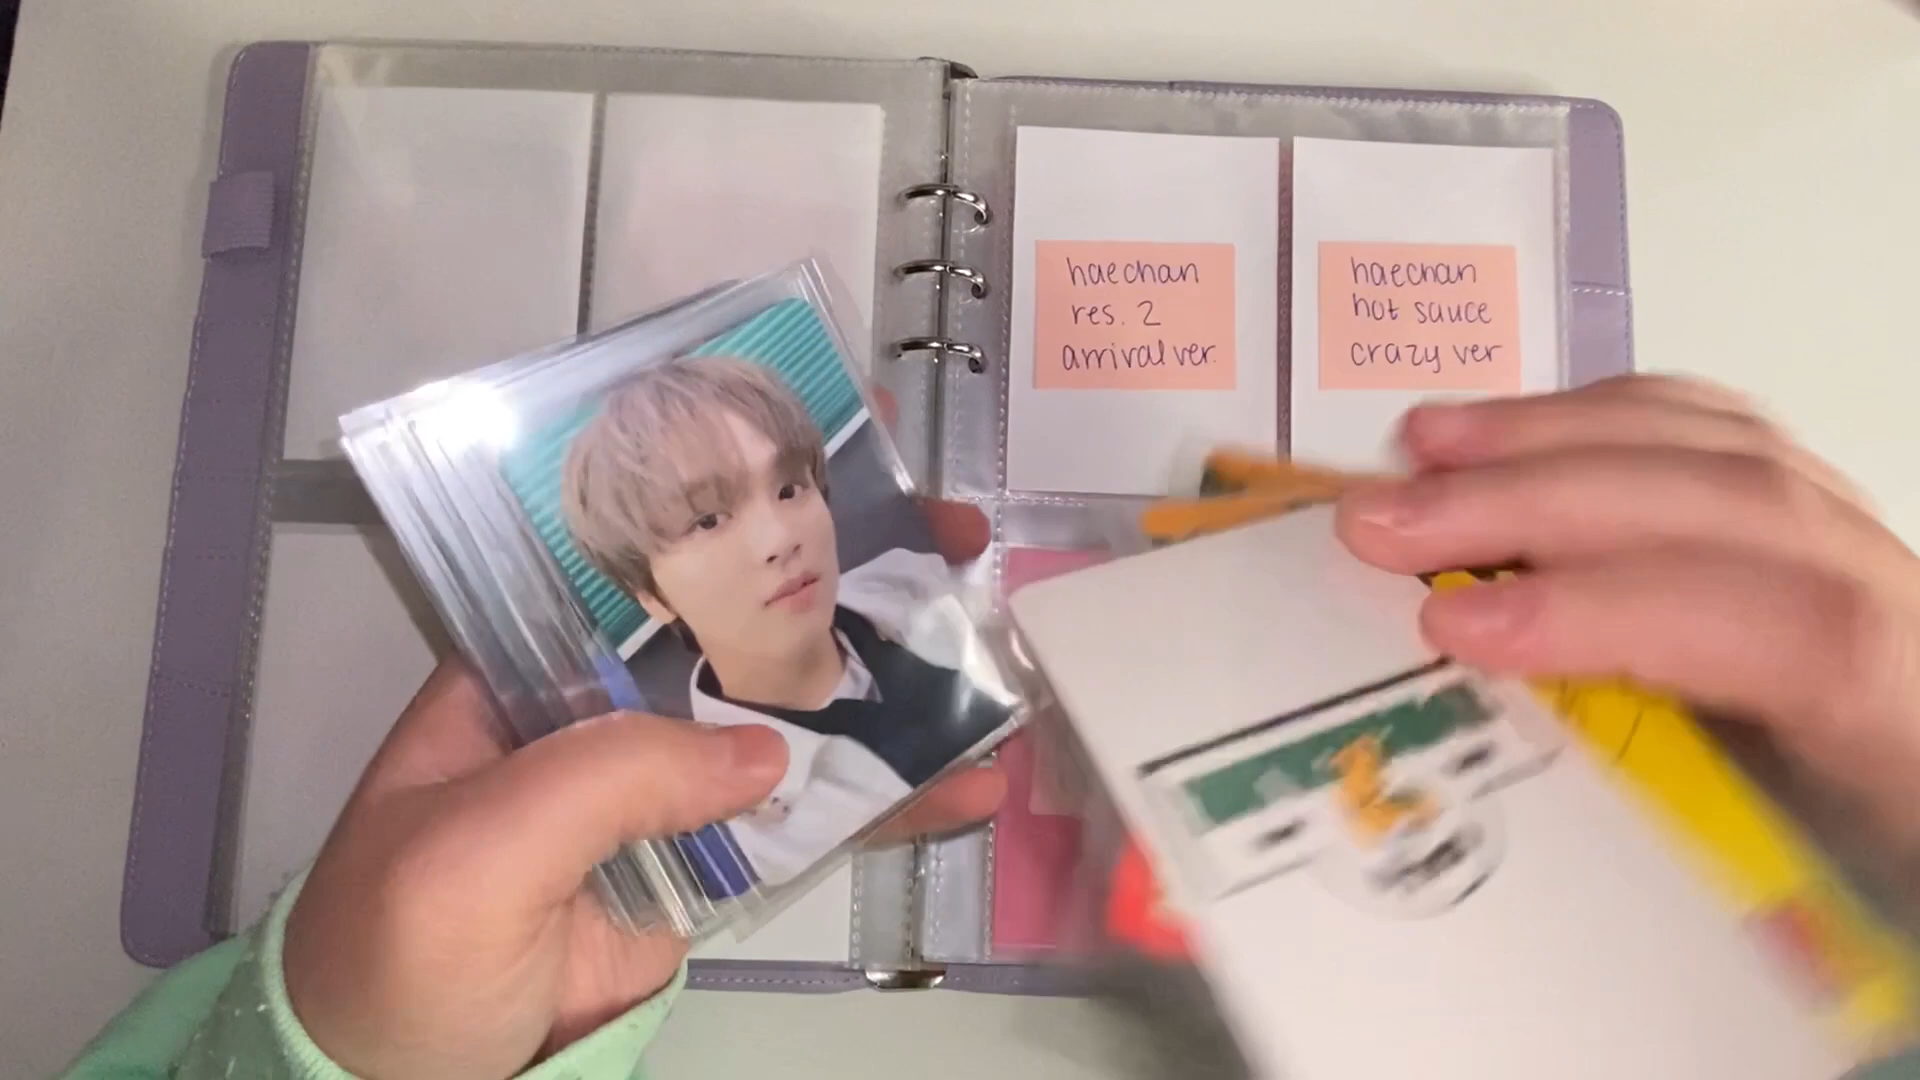 haechan
res. 2
arrival ver.
haechan
hot sauce
crazy ver